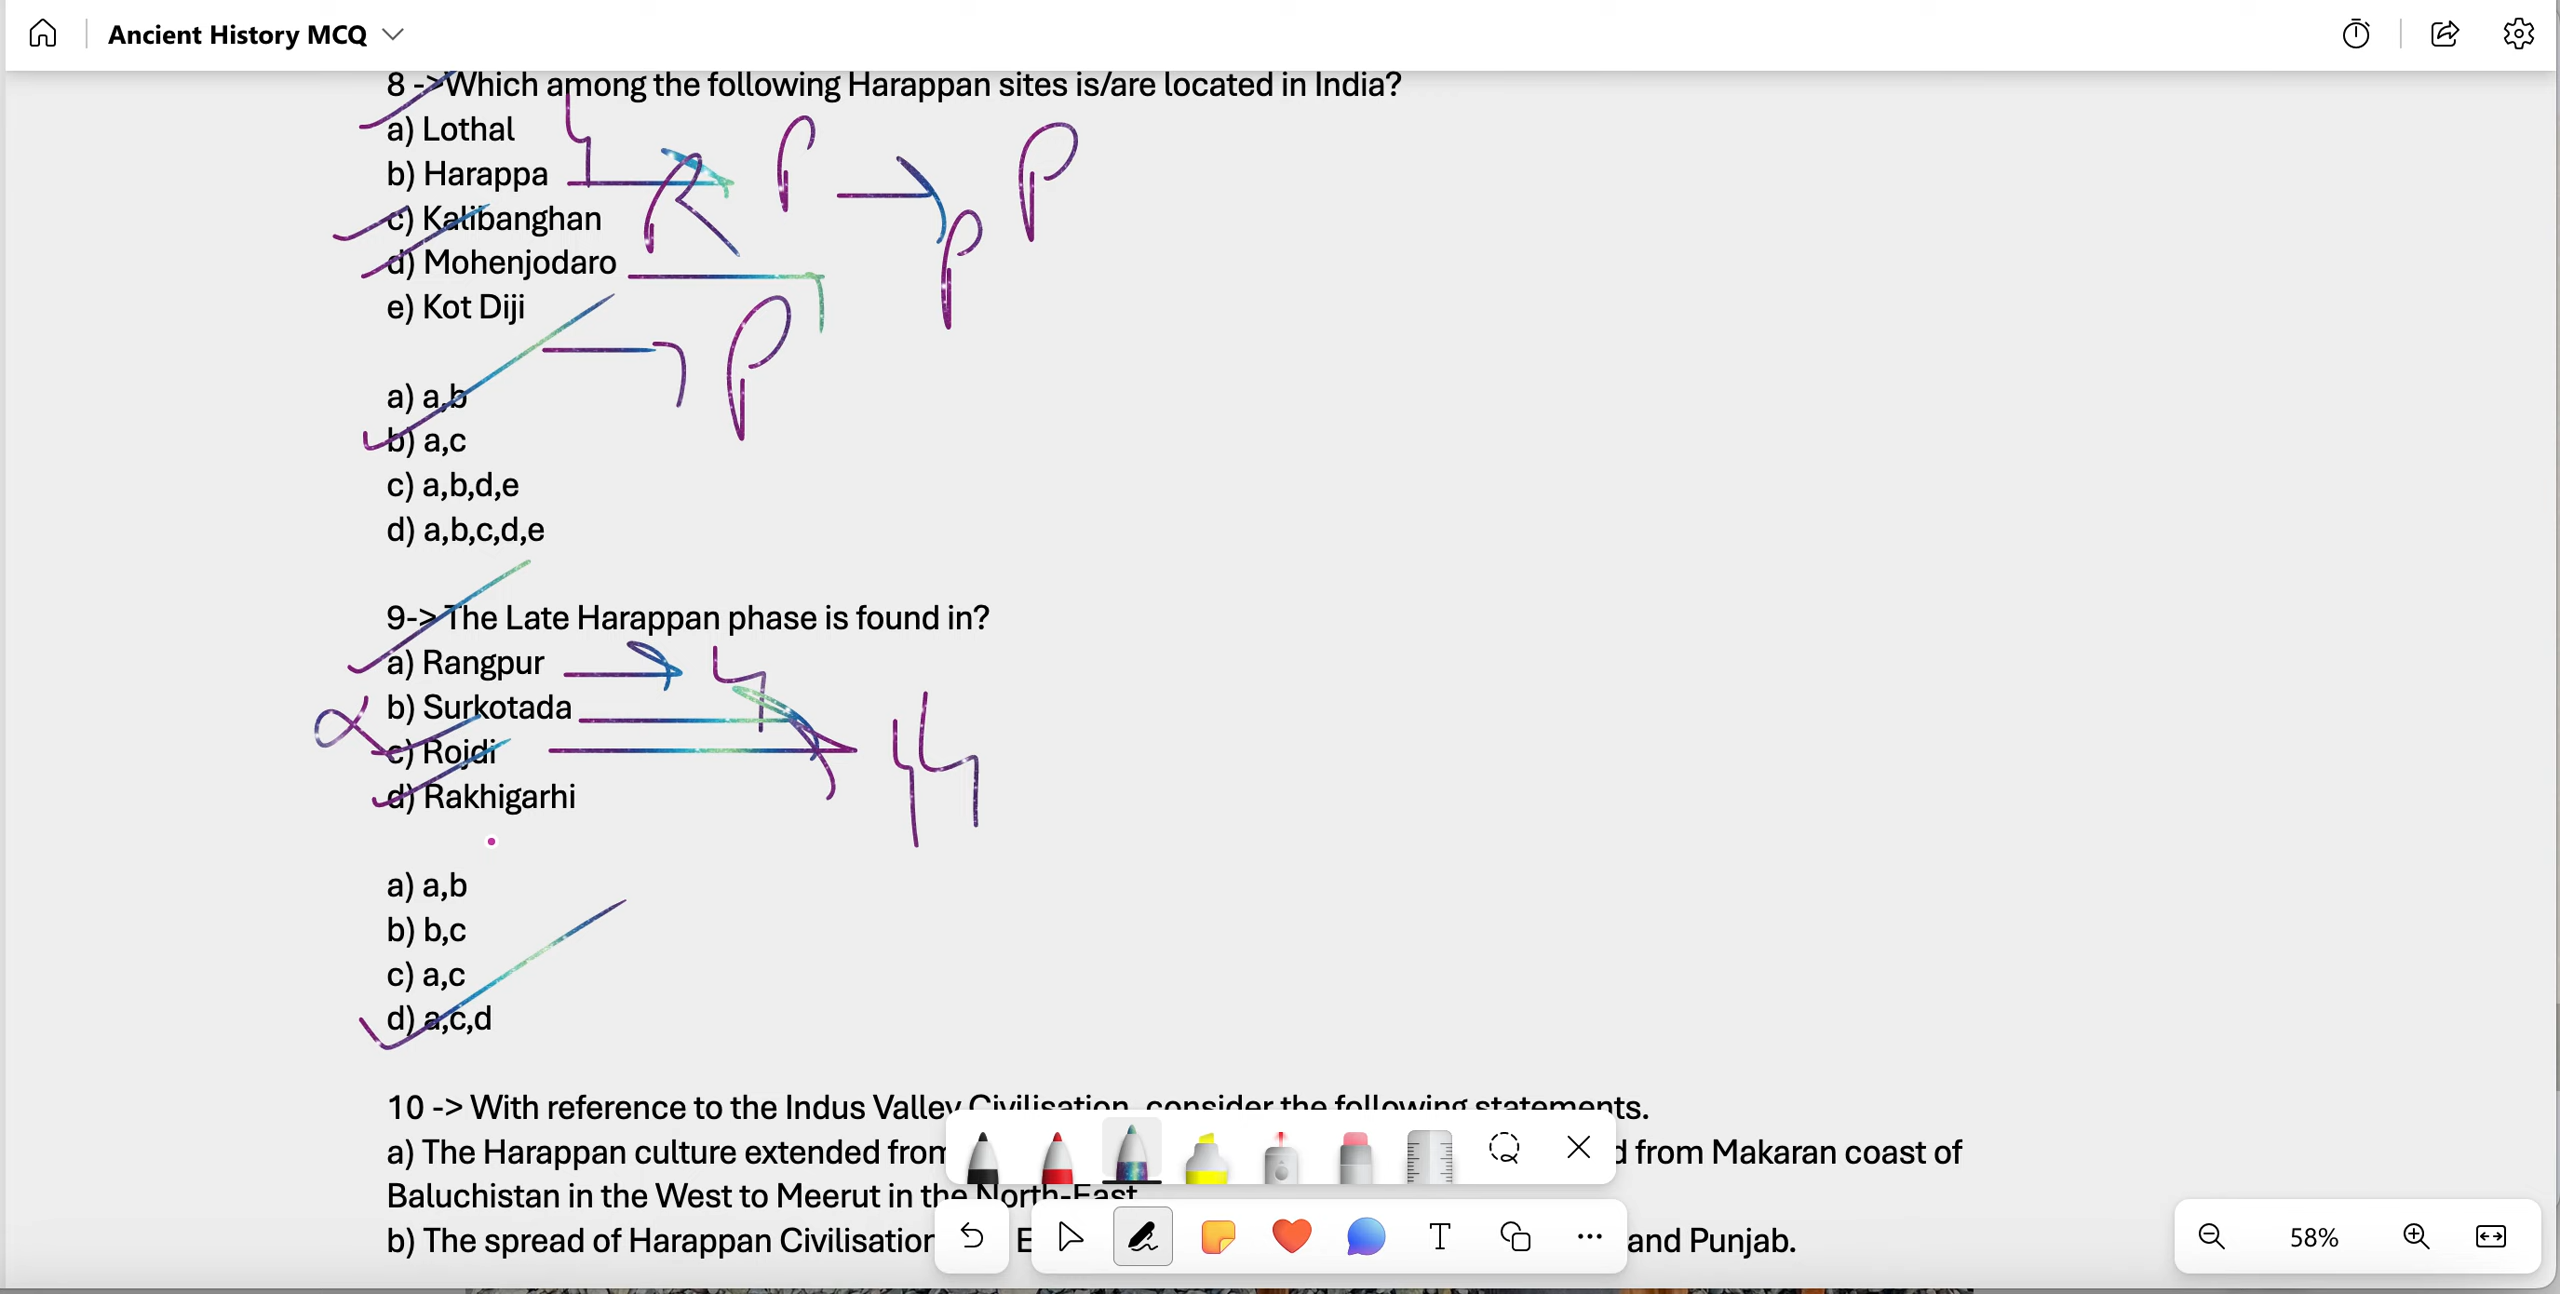 Ancient History MCQ
8 ->Which among the following Harappan sites is/are located in India?
a) Lothal
b) Harappa
c) Kalibanghan
d) Mohenjodaro
e) Kot Diji
P
P
R
P
P
a) a,b
b) a,c
c) a,b,d,e
d) a,b,c,d,e
9-> The Late Harappan phase is found in?
a) Rangpur
b) Surkotada
c) Rojdi
d) Rakhigarhi
a) a,b
b) b,c
c) a,c
d) a,c,d
10 -> With reference to the Indus Valley Civilisation, consider the following statements.
a) The Harappan culture extended from d from Makaran coast of
Baluchistan in the West to Meerut in the North-East
b) The spread of Harappan Civilisation E and Punjab.
58%